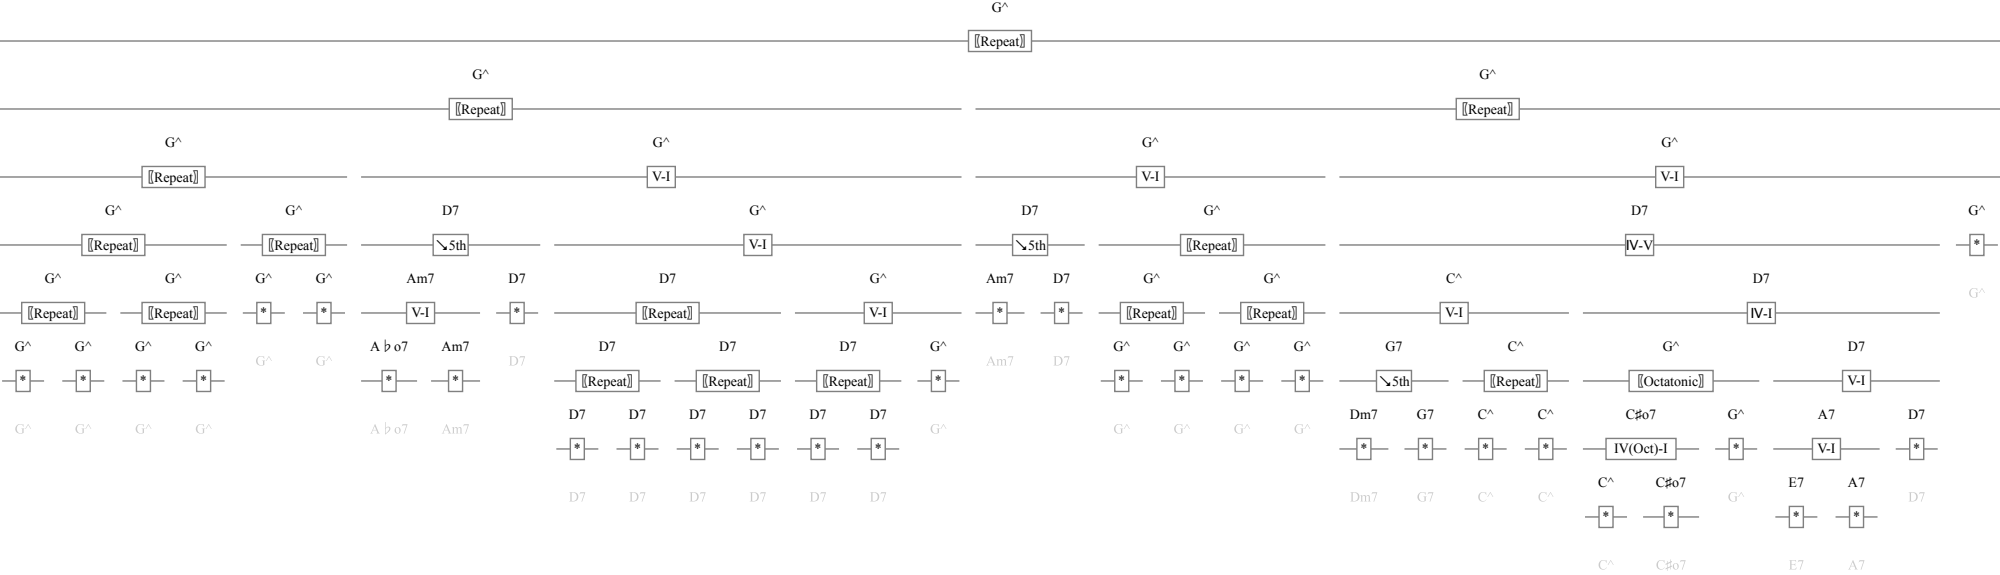 G^
〖Repeat〗
G^ G^
〖Repeat〗 〖Repeat〗
G^ G^ G^ G^
〖Repeat〗 V-I V-I V-I
G^ G^ D7 G^ D7 G^ D7 G^
〖Repeat〗 〖Repeat〗 ↘5th V-I ↘5th 〖Repeat〗 Ⅳ-V *
G^ G^ G^ G^ Am7 D7 D7 G^ Am7 D7 G^ G^ C^ D7 G^
〖Repeat〗 〖Repeat〗 * * V-I * 〖Repeat〗 V-I * * 〖Repeat〗 〖Repeat〗 V-I Ⅳ-I
G^ G^ G^ G^ G^ G^ A♭o7 Am7 D7 D7 D7 D7 G^ Am7 D7 G^ G^ G^ G^ G7 C^ G^ D7
* * * * * * 〖Repeat〗 〖Repeat〗 〖Repeat〗 * * * * * ↘5th 〖Repeat〗 〖Octatonic〗 V-I
G^ G^ G^ G^ A♭o7 Am7 D7 D7 D7 D7 D7 D7 G^ G^ G^ G^ G^ Dm7 G7 C^ C^ C♯o7 G^ A7 D7
* * * * * * * * * * IV(Oct)-I * V-I *
D7 D7 D7 D7 D7 D7 Dm7 G7 C^ C^ C^ C♯o7 G^ E7 A7 D7
* * * *
C^ C♯o7 E7 A7